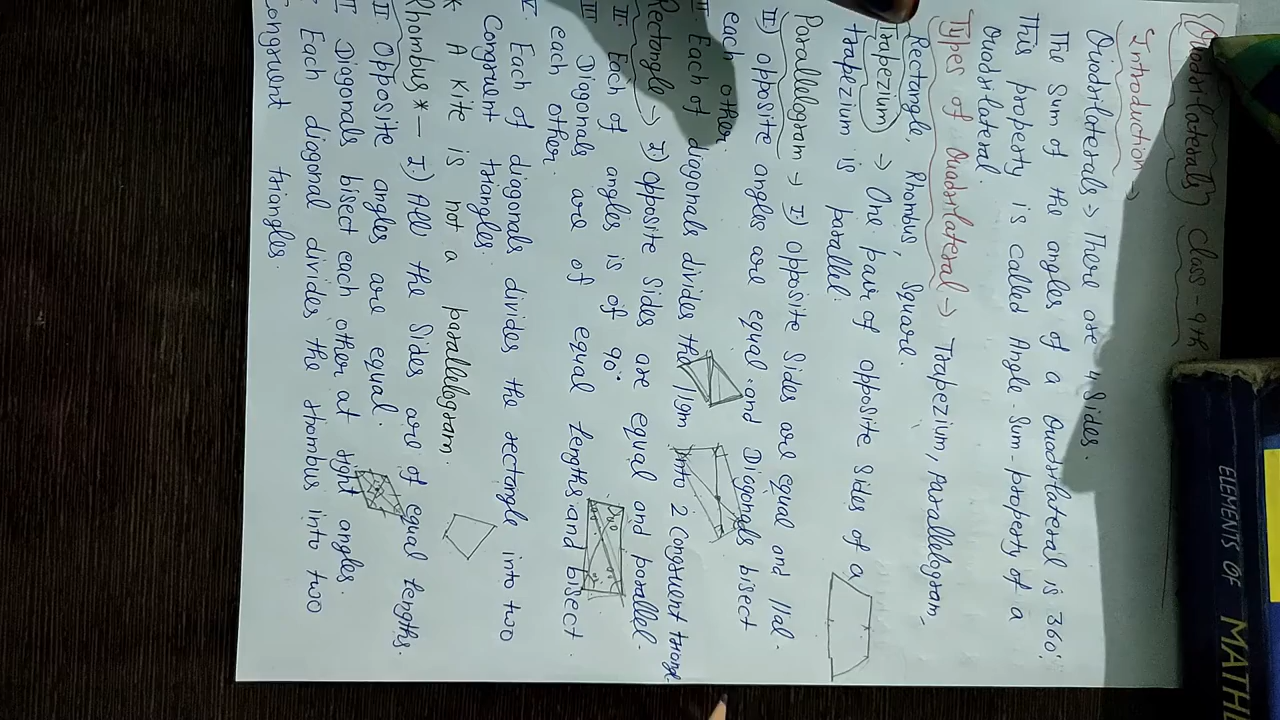 Quadrilaterals class-9th
Introduction →
Quadrilaterals → There are 4 sides.
The sum of the angles of a Quadrilateral is 360°.
This property is called Angle-Sum-property of a
Quadrilateral.
Types of Quadrilateral → Trapezium, Parallelogram,
Rectangle, Rhombus, Square.
Trapezium → One pair of opposite sides of a
trapezium is parallel.
Parallelogram → I) opposite sides are equal and llal.
II) opposite angles are equal and Diagonals bisect
each other.
Each of diagonals divides the llgm into 2 Congruent
Rectangle → I) opposite sides are equal and parallel.
II. Each of angles is of 90°
III Diagonals are of equal lengths and bisect
each other.
V. Each of diagonals divides the rectangle into two
Congruent triangles.
* A Kite is not a parallelogram.
Rhombus * — I.) All the sides are of equal lengths.
II Opposite angles are equal.
Diagonals bisect each other at right angles.
Each diagonal divides the rhombus into two
Congruent triangles.
ELEMENTS OF MATH